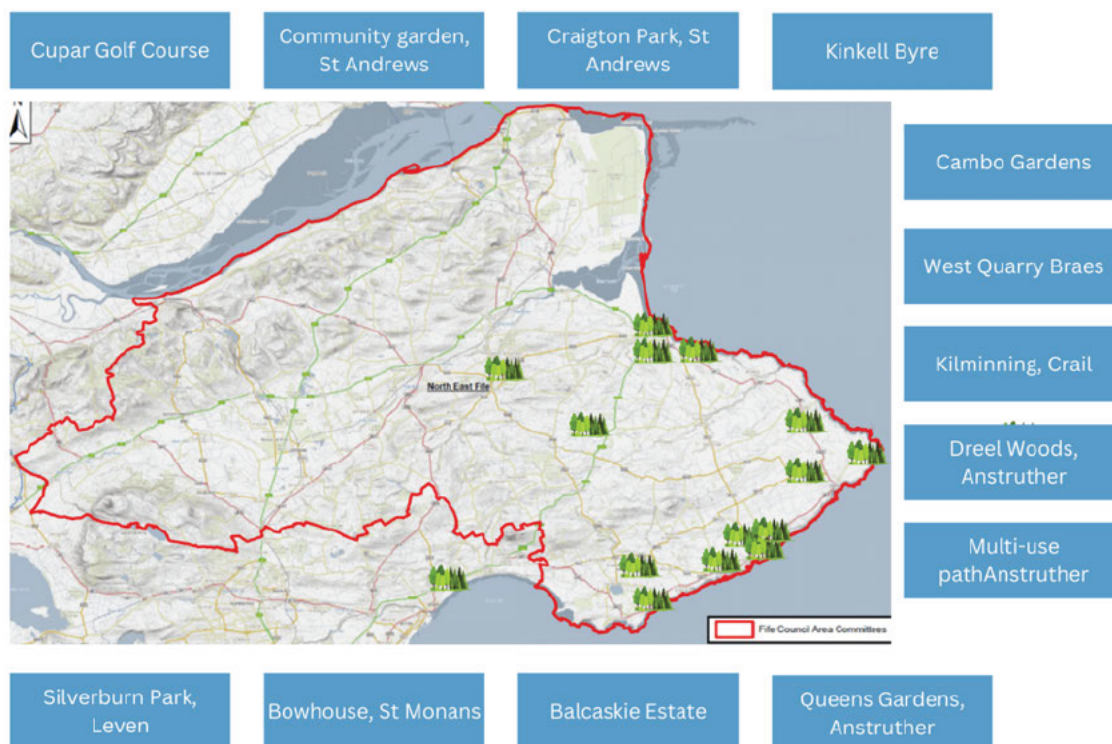 Cupar Golf Course
Community garden,
St Andrews
Craigton Park, St
Andrews
Kinkell Byre
N
Cambo Gardens
West Quarry Braes
Kilminning, Crail
North East Fife
Dreel Woods,
Anstruther
Multi-use
pathAnstruther
Fife Council Area Committees
Silverburn Park,
Leven
Bowhouse, St Monans
Balcaskie Estate
Queens Gardens,
Anstruther